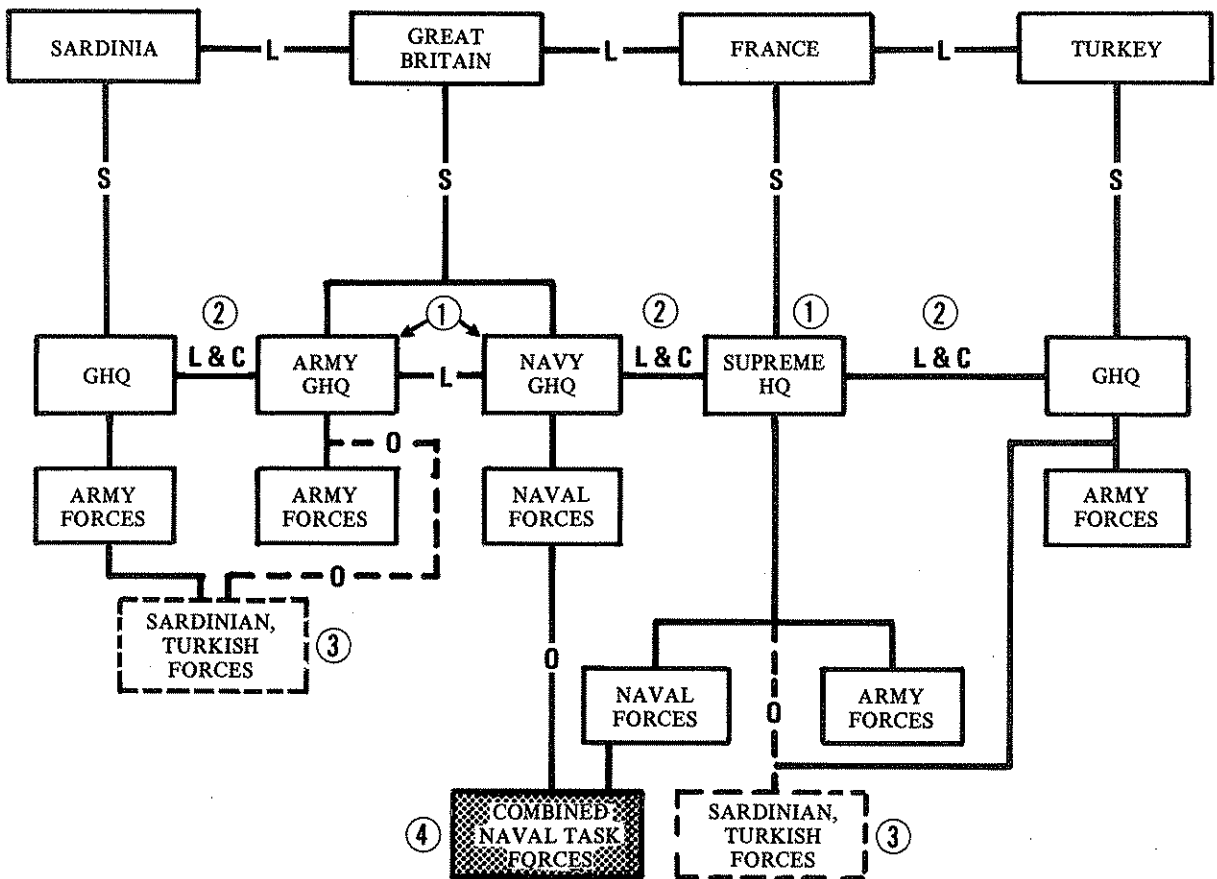 SARDINIA
L
GREAT
BRITAIN
L
FRANCE
L
TURKEY
S
S
S
S
2
1
2
1
2
GHQ
L & C
ARMY
GHQ
L
NAVY
GHQ
L & C
SUPREME
HQ
L & C
GHQ
O
ARMY
FORCES
ARMY
FORCES
NAVAL
FORCES
ARMY
FORCES
O
SARDINIAN,
TURKISH
FORCES
3
O
NAVAL
FORCES
O
ARMY
FORCES
4
COMBINED
NAVAL TASK
FORCES
SARDINIAN,
TURKISH
FORCES
3